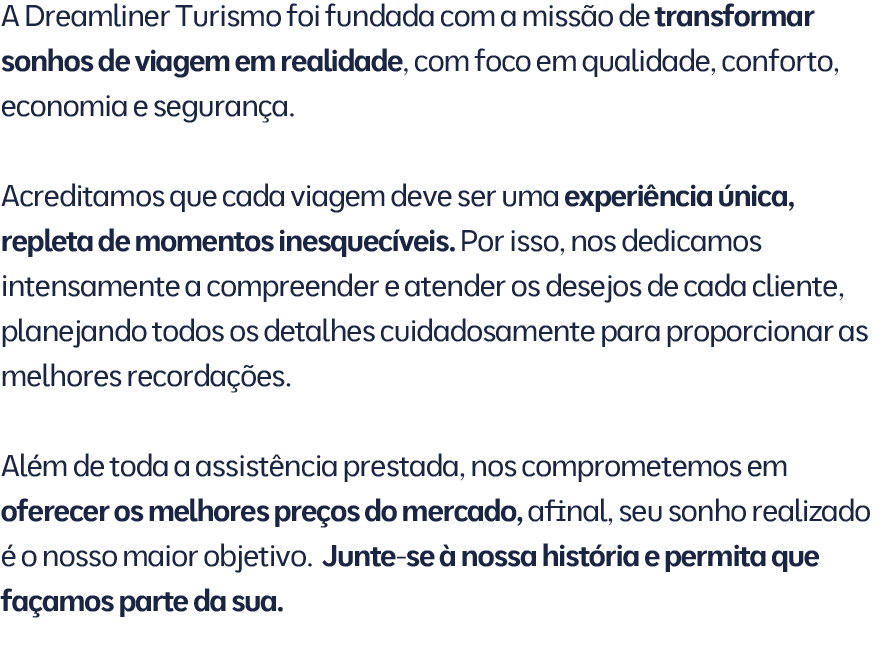 A Dreamliner Turismo foi fundada com a missão de transformar
sonhos de viagem em realidade, com foco em qualidade, conforto,
economia e segurança.
Acreditamos que cada viagem deve ser uma experiência única,
repleta de momentos inesquecíveis. Por isso, nos dedicamos
intensamente a compreender e atender os desejos de cada cliente,
planejando todos os detalhes cuidadosamente para proporcionar as
melhores recordações.
Além de toda a assistência prestada, nos comprometemos em
oferecer os melhores preços do mercado, afinal, seu sonho realizado
é o nosso maior objetivo. Junte-se à nossa história e permita que
façamos parte da sua.